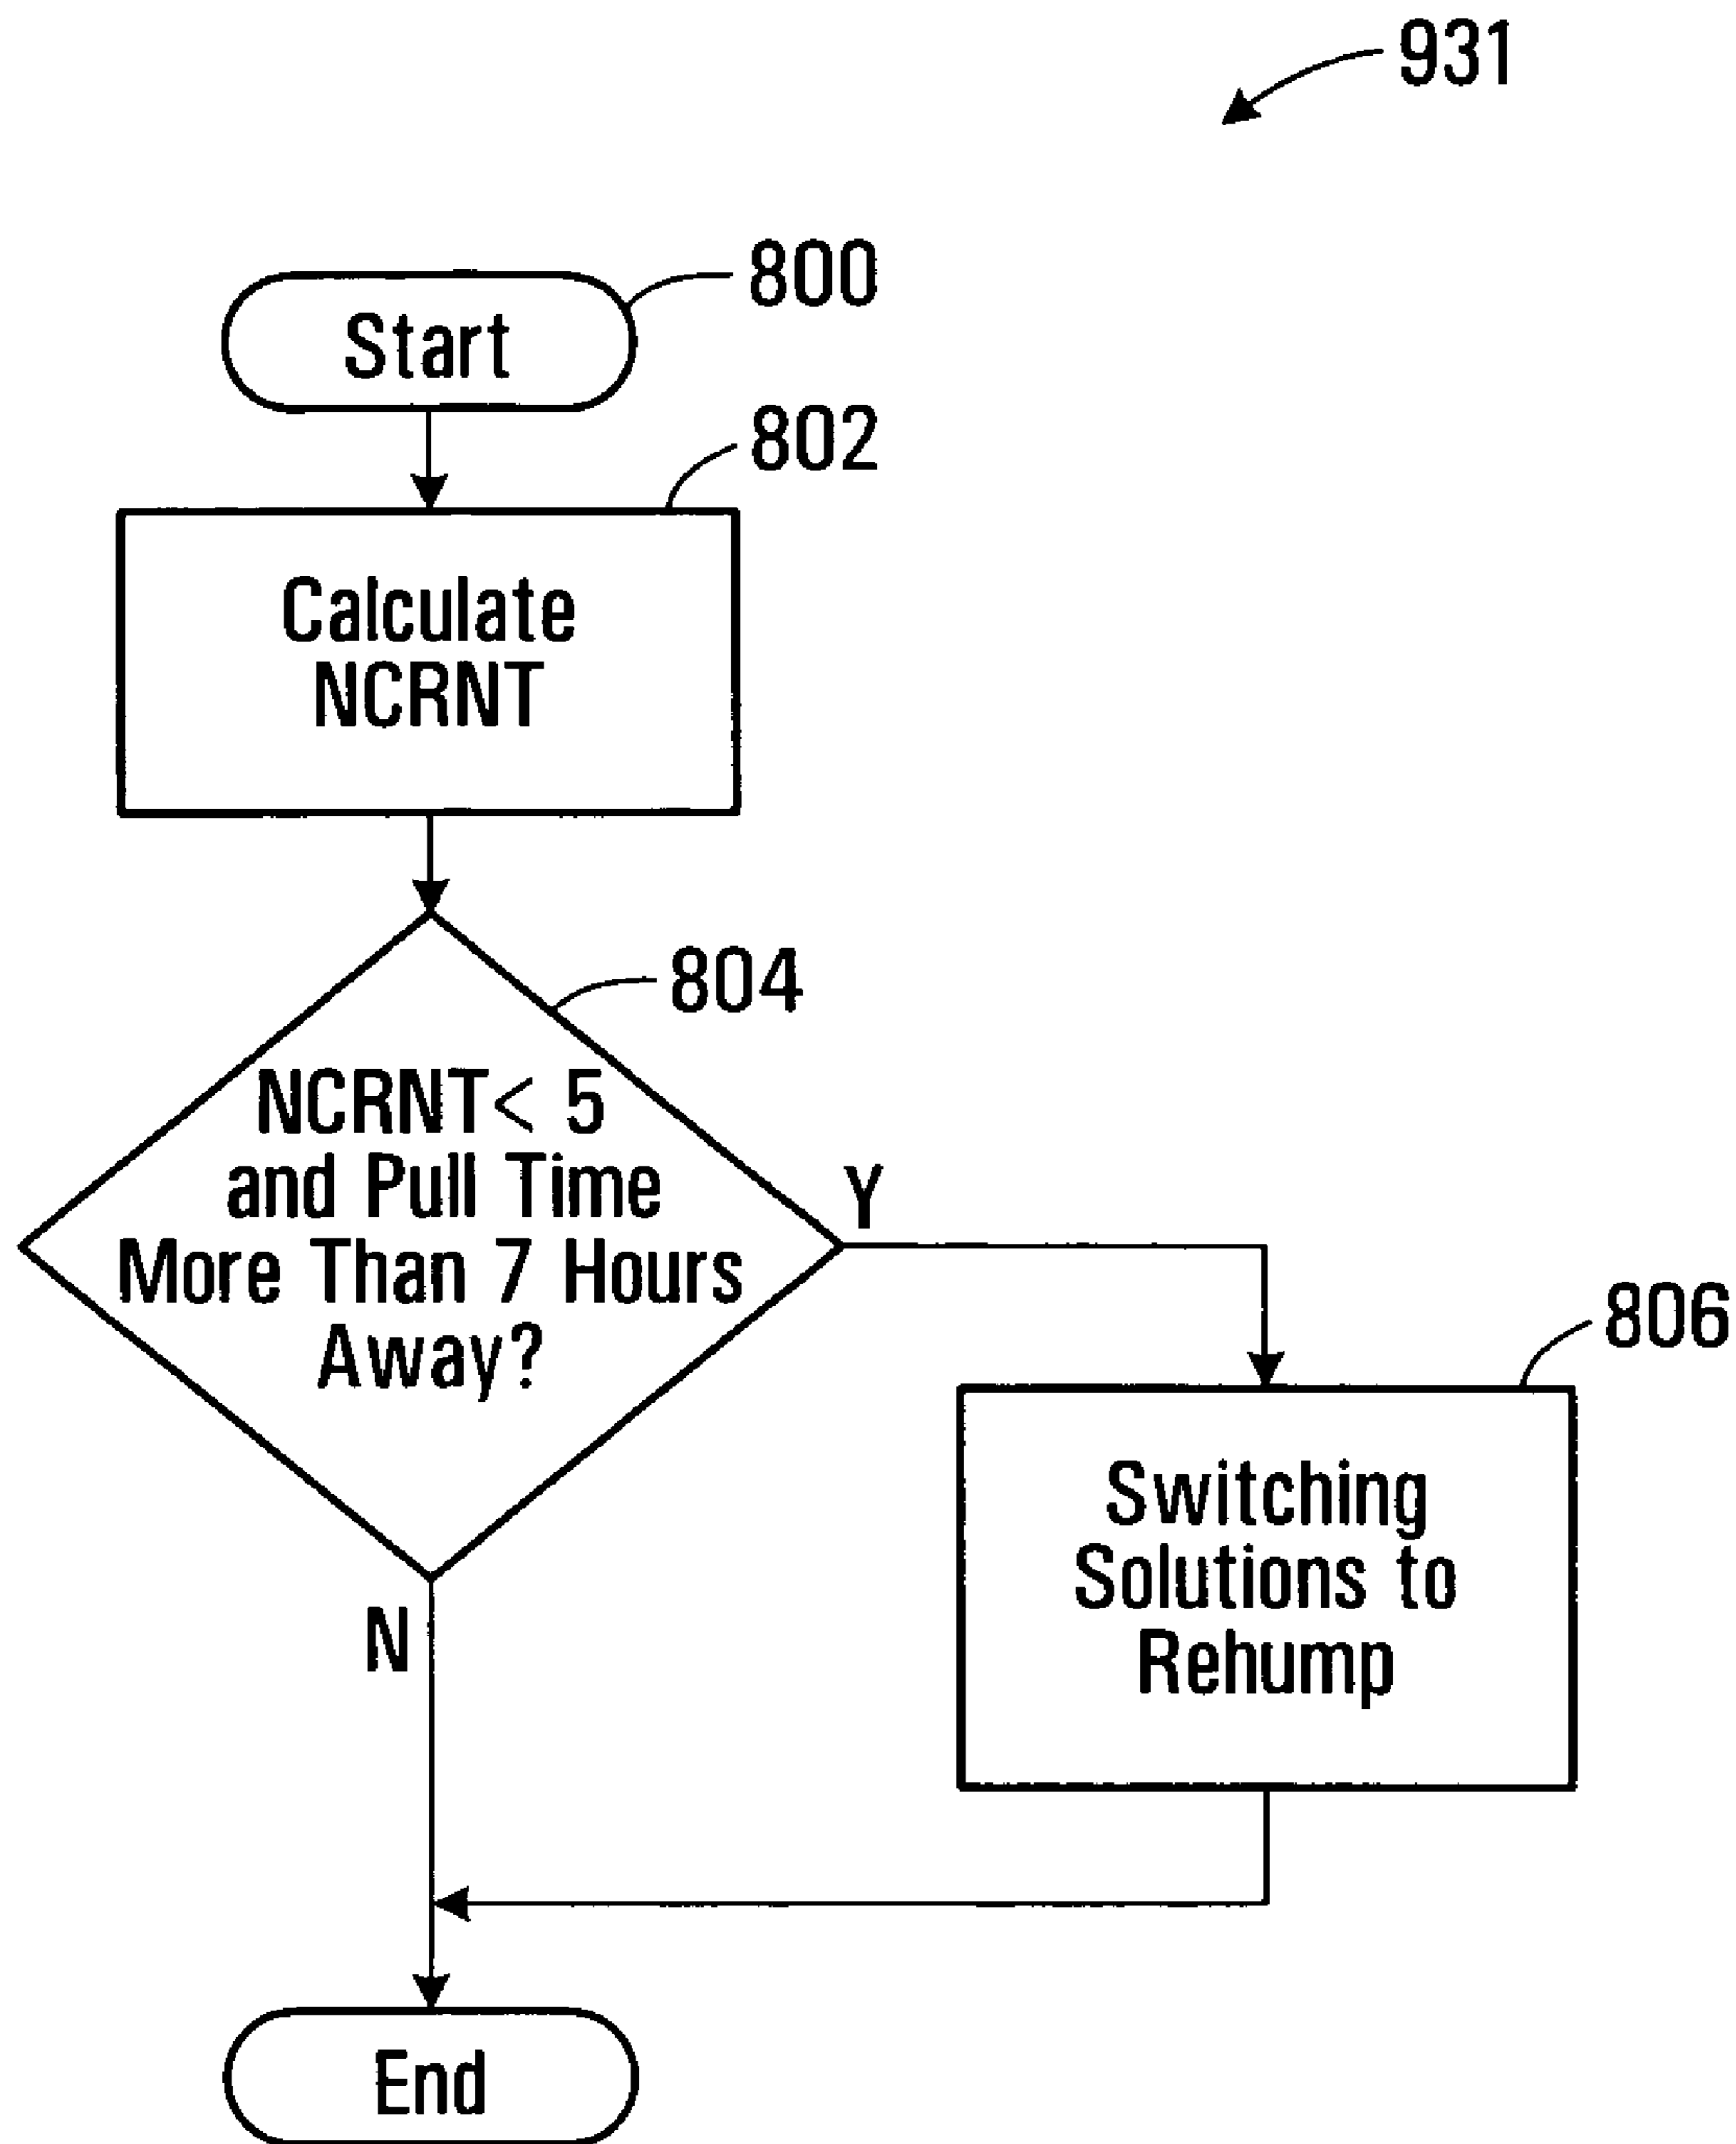 931
800
Start
802
Calculate
NCRNT
804
NCRNT< 5
and Pull Time
More Than 7 Hours
Away?
Y
806
Switching
Solutions to
Rehump
N
End